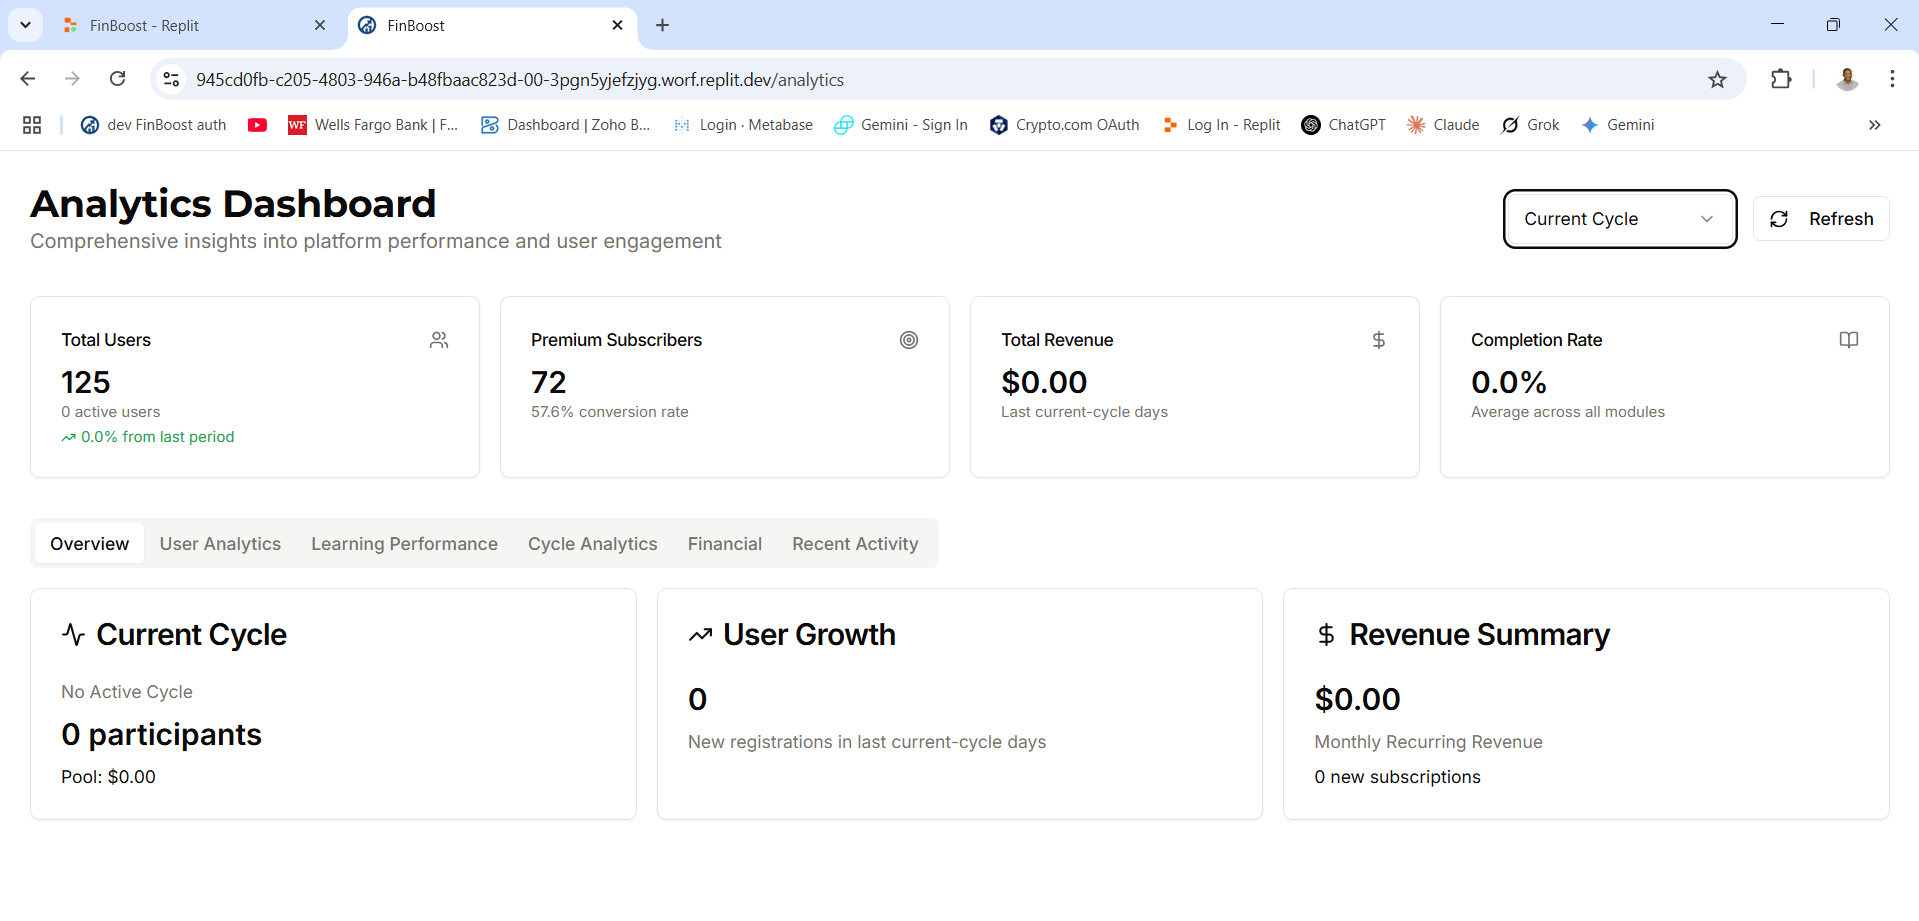 FinBoost - Replit
FinBoost
945cd0fb-c205-4803-946a-b48fbaac823d-00-3pgn5yjefzjyg.worf.replit.dev/analytics
dev FinBoost auth
WF Wells Fargo Bank | F...
Dashboard | Zoho B...
Login · Metabase
Gemini - Sign In
Crypto.com OAuth
Log In - Replit
ChatGPT
Claude
Grok
Gemini
Analytics Dashboard
Comprehensive insights into platform performance and user engagement
Current Cycle
Refresh
Total Users
125
0 active users
0.0% from last period
Premium Subscribers
72
57.6% conversion rate
Total Revenue
$0.00
Last current-cycle days
Completion Rate
0.0%
Average across all modules
Overview
User Analytics
Learning Performance
Cycle Analytics
Financial
Recent Activity
Current Cycle
No Active Cycle
0 participants
Pool: $0.00
User Growth
0
New registrations in last current-cycle days
$ Revenue Summary
$0.00
Monthly Recurring Revenue
0 new subscriptions